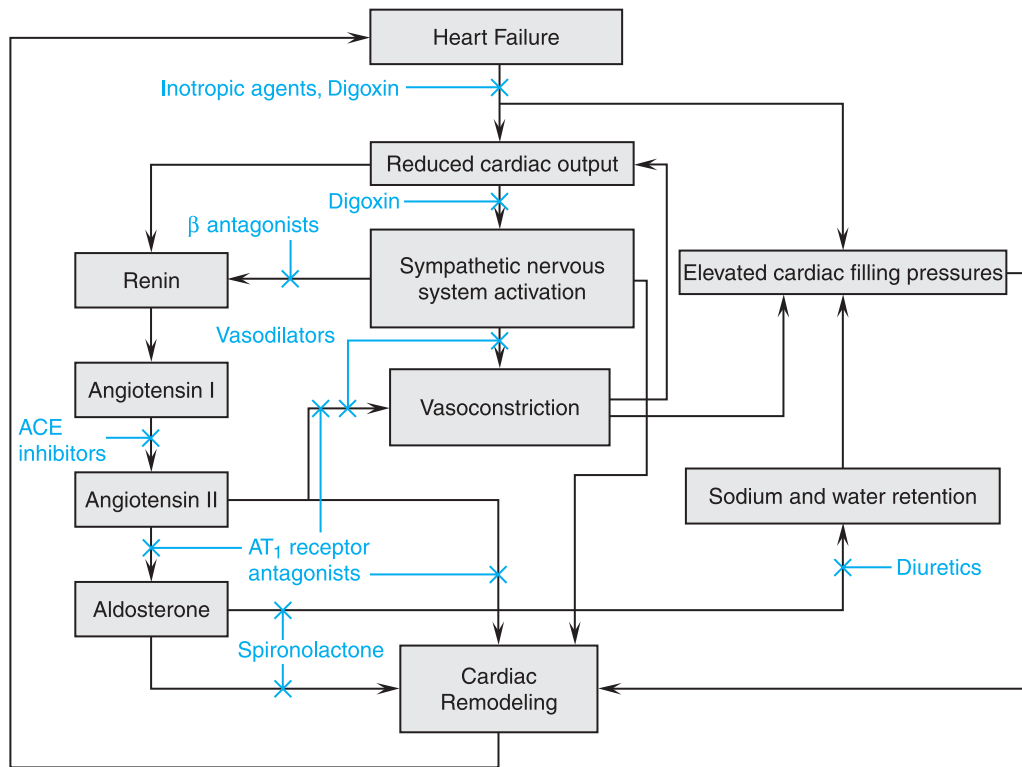 Heart Failure
Inotropic agents, Digoxin
Reduced cardiac output
Digoxin
β antagonists
Sympathetic nervous
system activation
Renin
Elevated cardiac filling pressures
Vasodilators
Angiotensin I
Vasoconstriction
ACE
inhibitors
Angiotensin II
Sodium and water retention
AT₁ receptor
antagonists
Diuretics
Aldosterone
Spironolactone
Cardiac
Remodeling